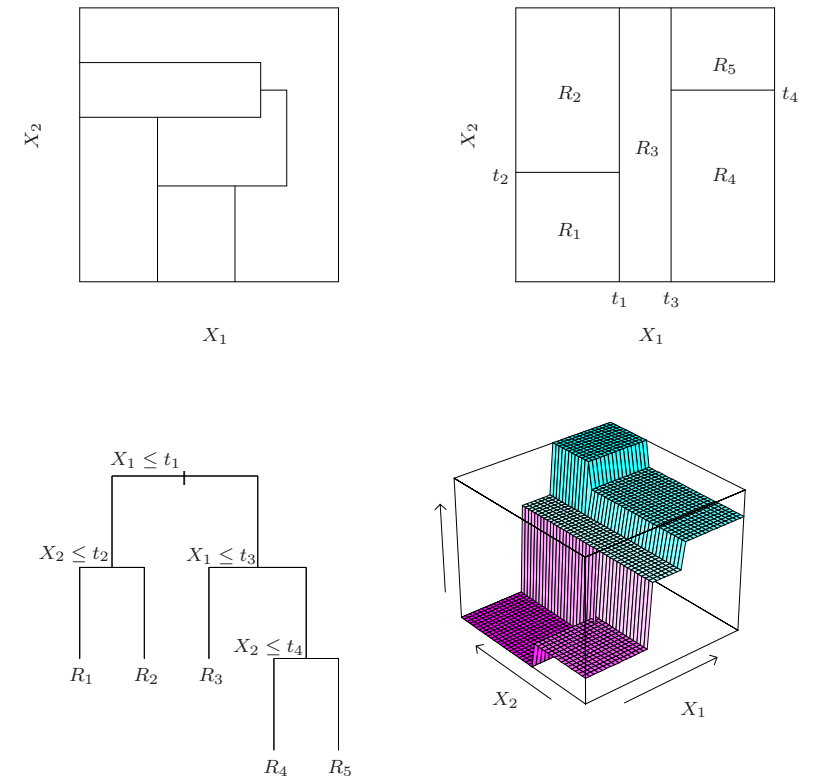 X₂
X₁
R₂
R₅
t₄
X₂
R₃
t₂
R₄
R₁
t₁ t₃
X₁
X₁ ≤ t₁
X₂ ≤ t₂ X₁ ≤ t₃
X₂ ≤ t₄
R₁ R₂ R₃
R₄ R₅
X₂
X₁